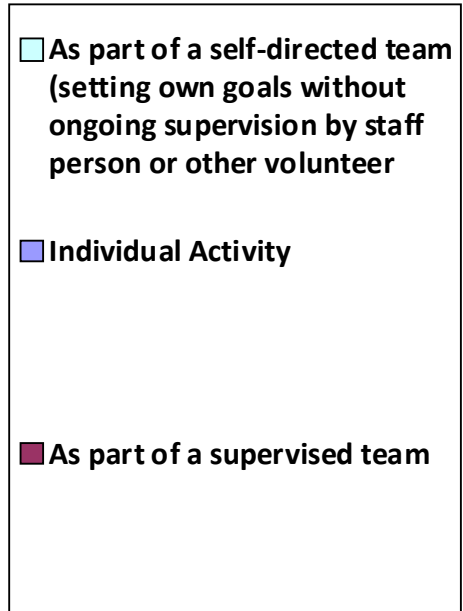 As part of a self-directed team
(setting own goals without
ongoing supervision by staff
person or other volunteer
Individual Activity
As part of a supervised team